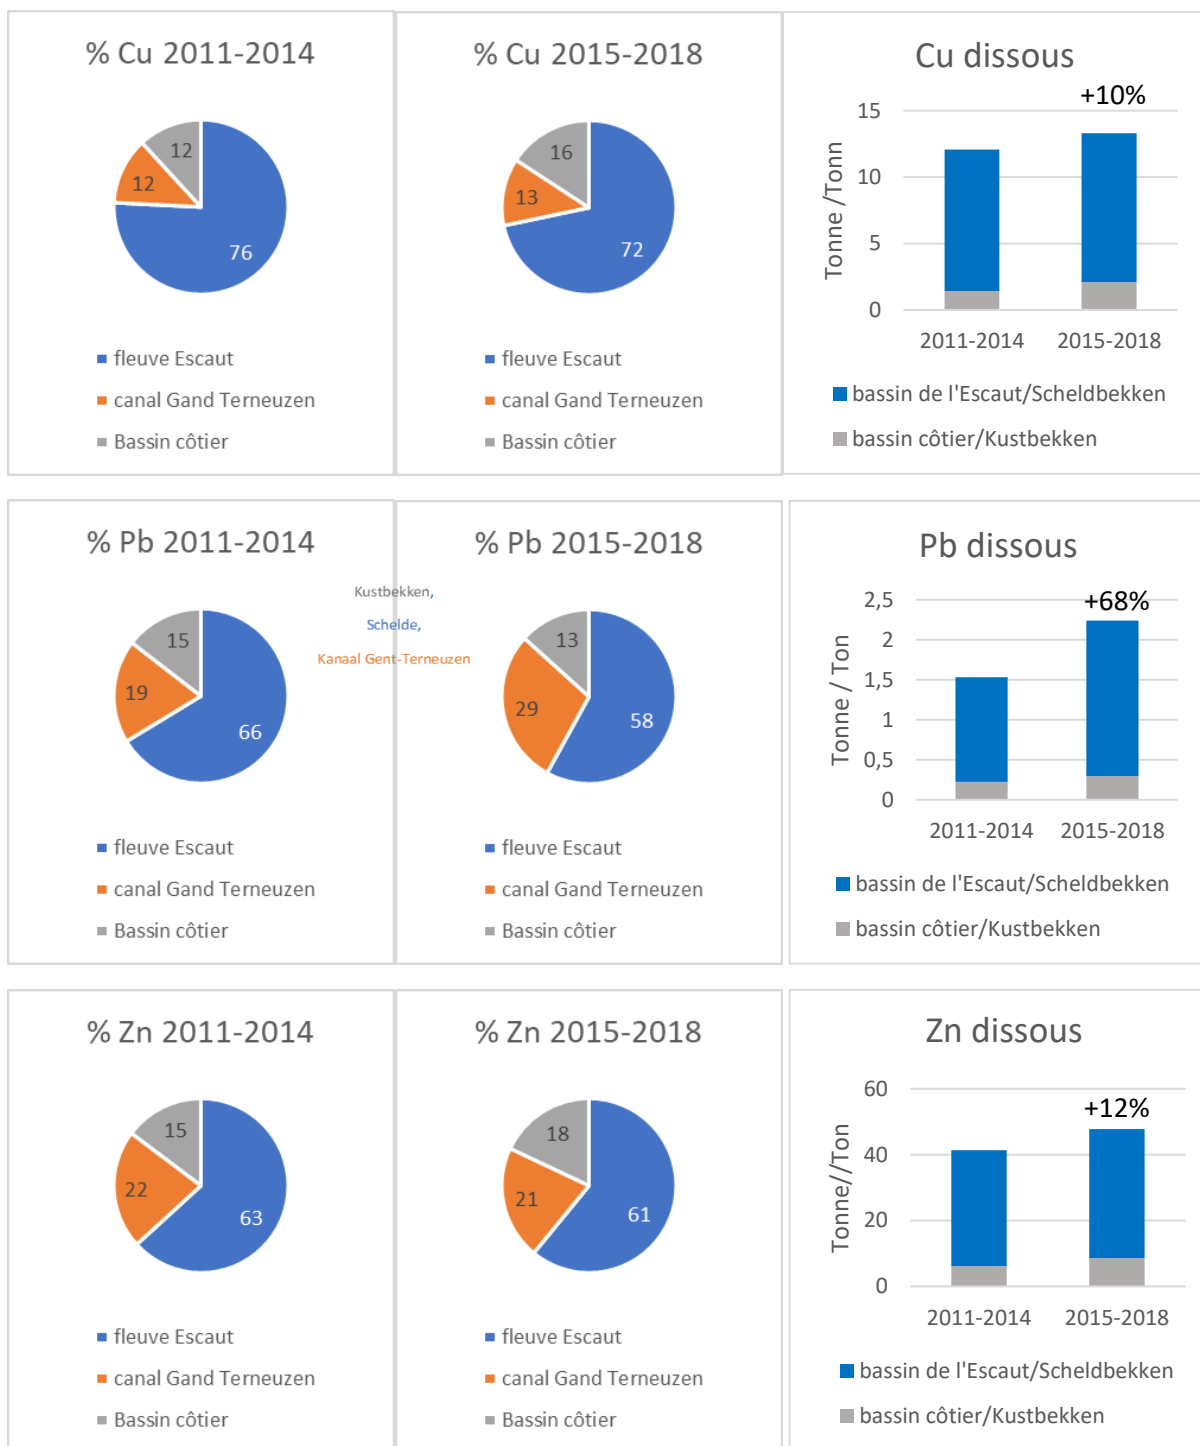 % Cu 2011-2014
12
12
76
fleuve Escaut
canal Gand Terneuzen
Bassin côtier
% Cu 2015-2018
16
13
72
fleuve Escaut
canal Gand Terneuzen
Bassin côtier
Cu dissous
+10%
Tonne /Tonn
15
10
5
0
2011-2014
2015-2018
bassin de l'Escaut/Scheldbekken
bassin côtier/Kustbekken
% Pb 2011-2014
15
19
66
fleuve Escaut
canal Gand Terneuzen
Bassin côtier
Kustbekken,
Schelde,
Kanaal Gent-Terneuzen
% Pb 2015-2018
13
29
58
fleuve Escaut
canal Gand Terneuzen
Bassin côtier
Pb dissous
+68%
Tonne / Ton
2,5
2
1,5
1
0,5
0
2011-2014
2015-2018
bassin de l'Escaut/Scheldbekken
bassin côtier/Kustbekken
% Zn 2011-2014
15
22
63
fleuve Escaut
canal Gand Terneuzen
Bassin côtier
% Zn 2015-2018
18
21
61
fleuve Escaut
canal Gand Terneuzen
Bassin côtier
Zn dissous
+12%
Tonne//Ton
60
40
20
0
2011-2014
2015-2018
bassin de l'Escaut/Scheldbekken
bassin côtier/Kustbekken